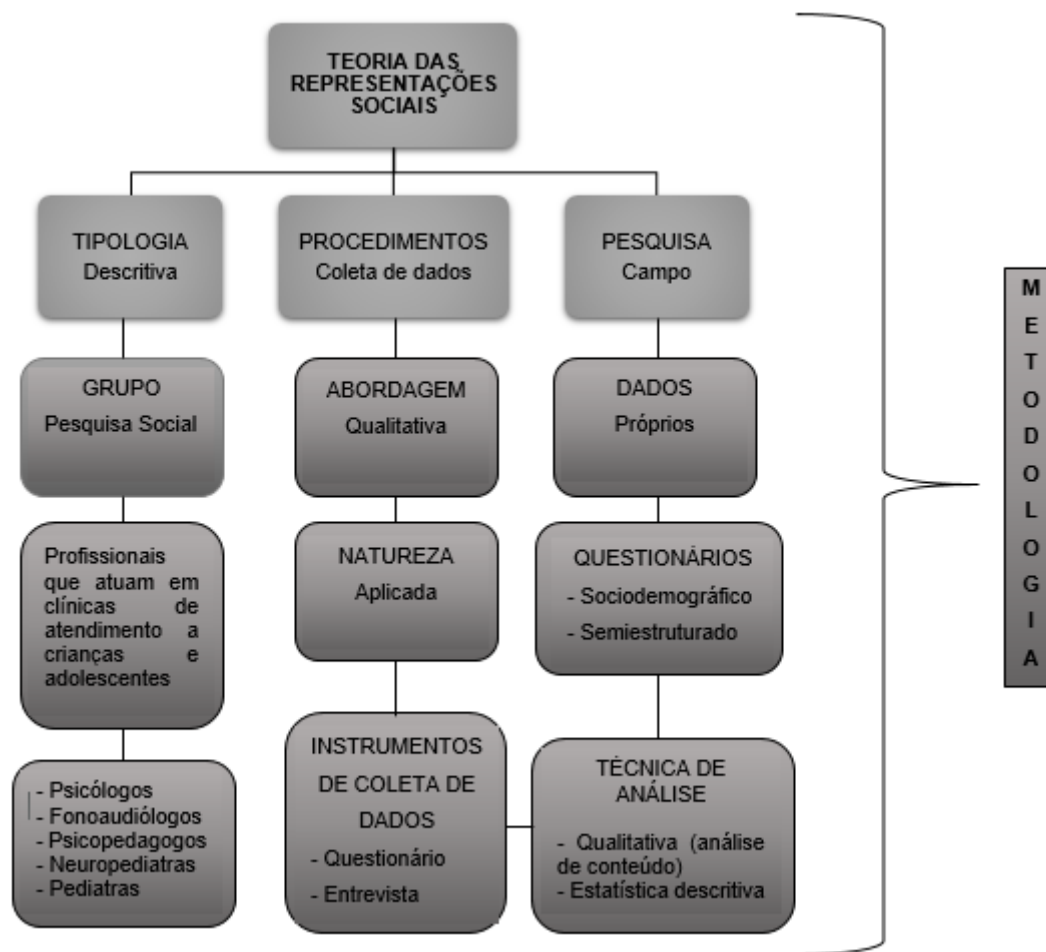 TEORIA DAS
REPRESENTAÇÕES
SOCIAIS
TIPOLOGIA
Descritiva
PROCEDIMENTOS
Coleta de dados
PESQUISA
Campo
GRUPO
Pesquisa Social
ABORDAGEM
Qualitativa
DADOS
Próprios
Profissionais
que atuam em
clínicas de
atendimento a
crianças e
adolescentes
NATUREZA
Aplicada
QUESTIONÁRIOS
- Sociodemográfico
- Semiestruturado
- Psicólogos
- Fonoaudiólogos
- Psicopedagogos
- Neuropediatras
- Pediatras
INSTRUMENTOS
DE COLETA DE
DADOS
- Questionário
- Entrevista
TÉCNICA DE
ANÁLISE
- Qualitativa (análise
de conteúdo)
- Estatística descritiva
M
E
T
O
D
O
L
O
G
I
A